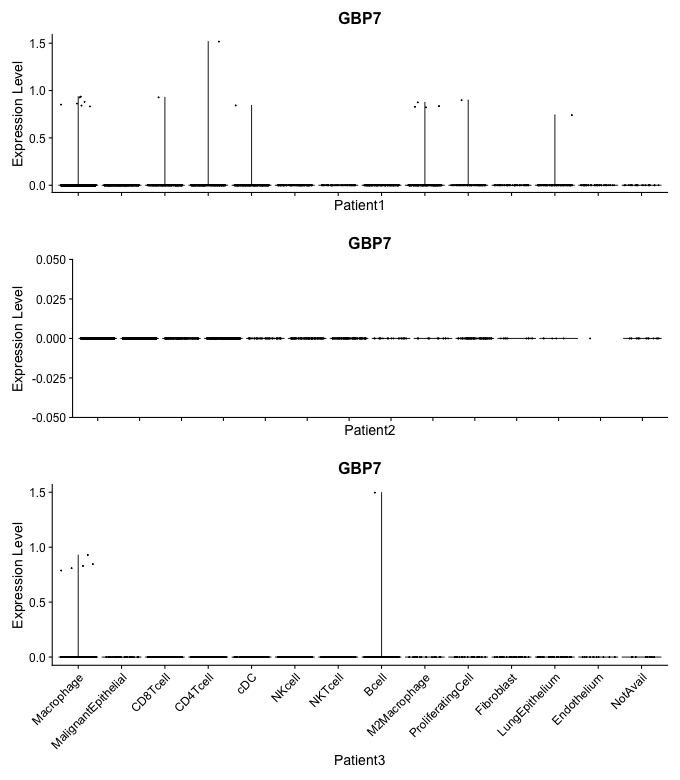 GBP7
Expression Level
1.5
1.0
0.5
0.0
Patient1
GBP7
Expression Level
0.050
0.025
0.000
-0.025
-0.050
Patient2
GBP7
Expression Level
1.5
1.0
0.5
0.0
Macrophage
MalignantEpithelial
CD8Tcell
CD4Tcell
cDC
NKcell
NKTcell
Bcell
M2Macrophage
ProliferatingCell
Fibroblast
LungEpithelium
Endothelium
NotAvail
Patient3